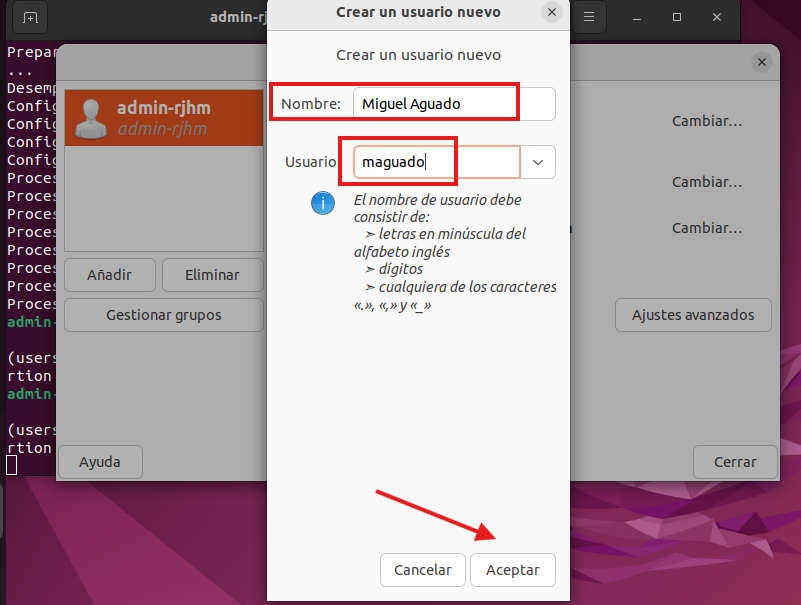 admin-rj
Crear un usuario nuevo
Prepar
...
Desemp
Config
Config
Config
Config
Proces
Proces
Proces
Proces
Proces
Proces
Proces
Proces
admin-
(users
rtion
admin-
(users
rtion
admin-rjhm
admin-rjhm
Añadir
Eliminar
Gestionar grupos
Ayuda
Crear un usuario nuevo
Nombre:
Miguel Aguado
Usuario
maguado
El nombre de usuario debe
consistir de:
➣ letras en minúscula del
alfabeto inglés
➣ dígitos
➣ cualquiera de los caracteres
«.», «,» y «_»
Cancelar
Aceptar
Cambiar...
Cambiar...
Cambiar...
Ajustes avanzados
Cerrar